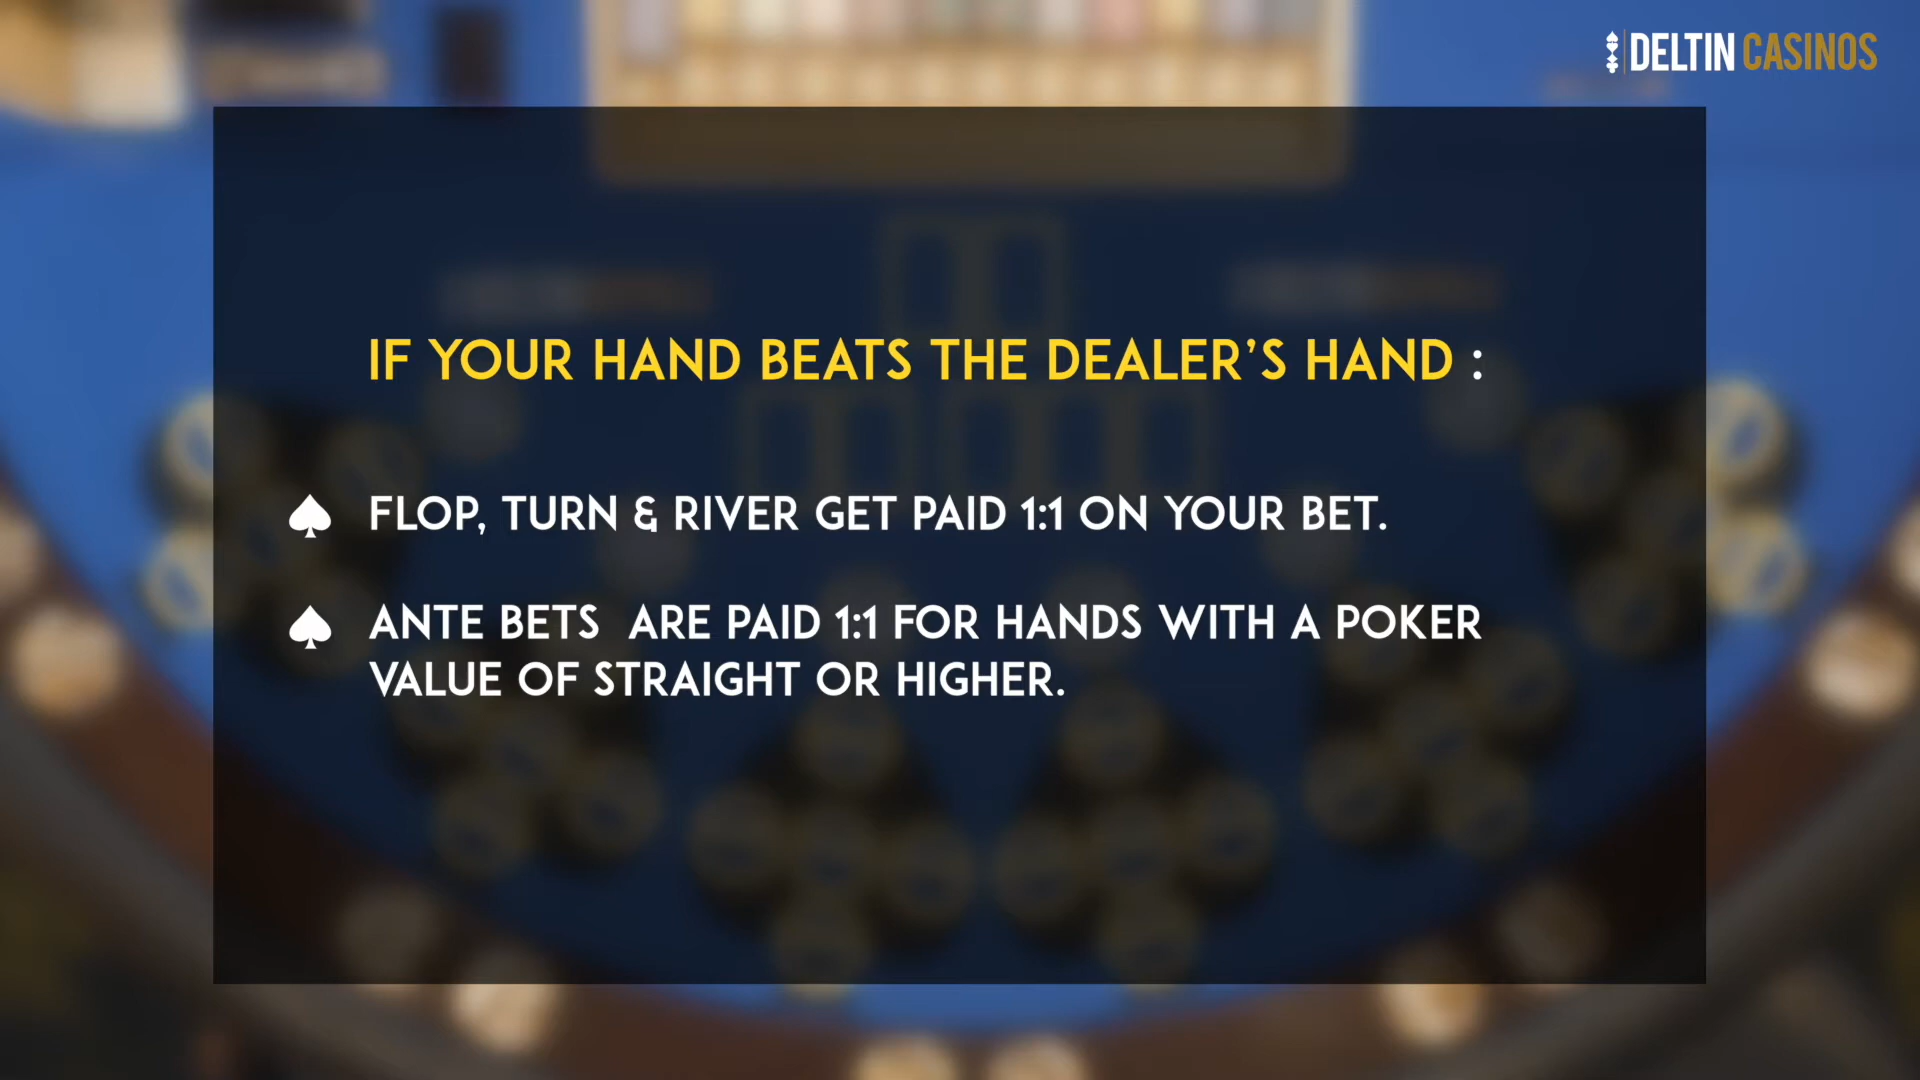 DELTIN CASINOS
IF YOUR HAND BEATS THE DEALER'S HAND :
FLOP, TURN & RIVER GET PAID 1:1 ON YOUR BET.
ANTE BETS ARE PAID 1:1 FOR HANDS WITH A POKER
VALUE OF STRAIGHT OR HIGHER.